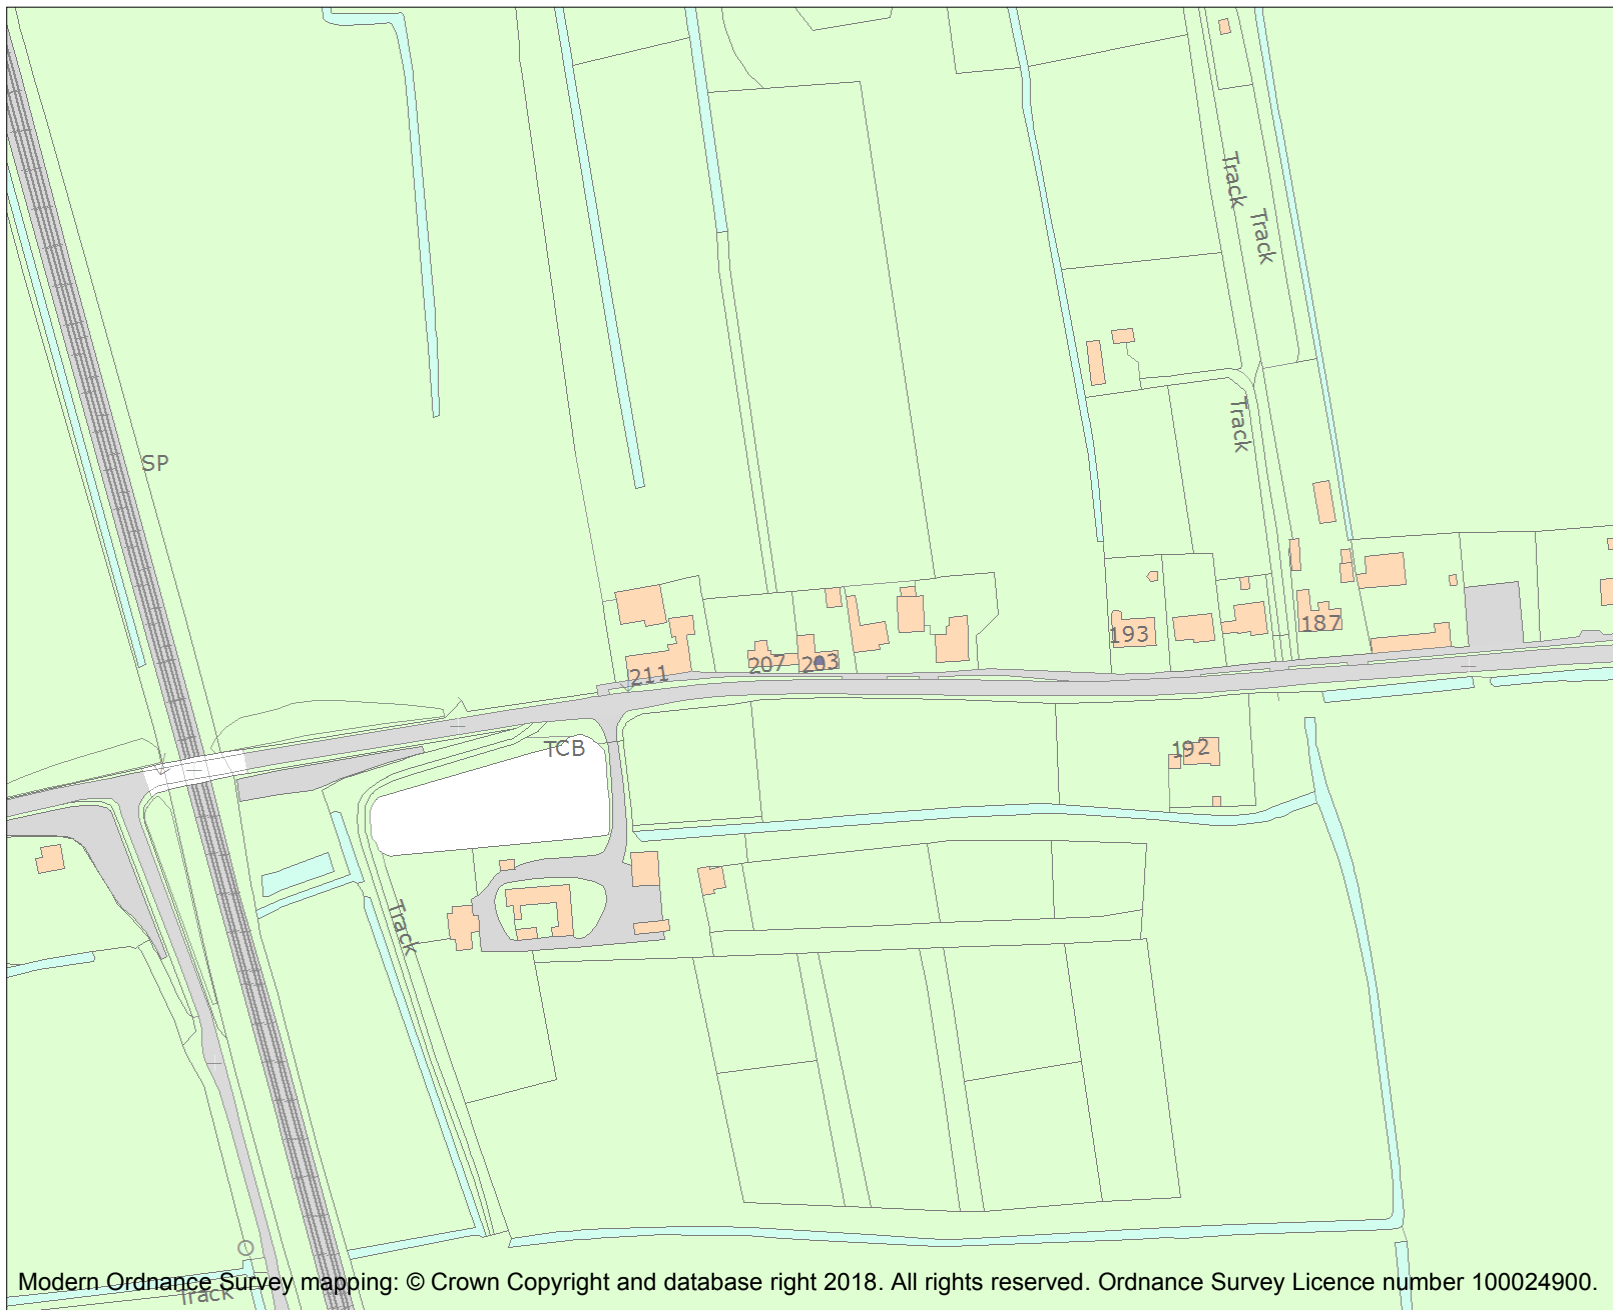 Track
Track
Track
SP
193
187
207
203
211
192
TCB
Track
Track
Modern Ordnance Survey mapping: © Crown Copyright and database right 2018. All rights reserved. Ordnance Survey Licence number 100024900.